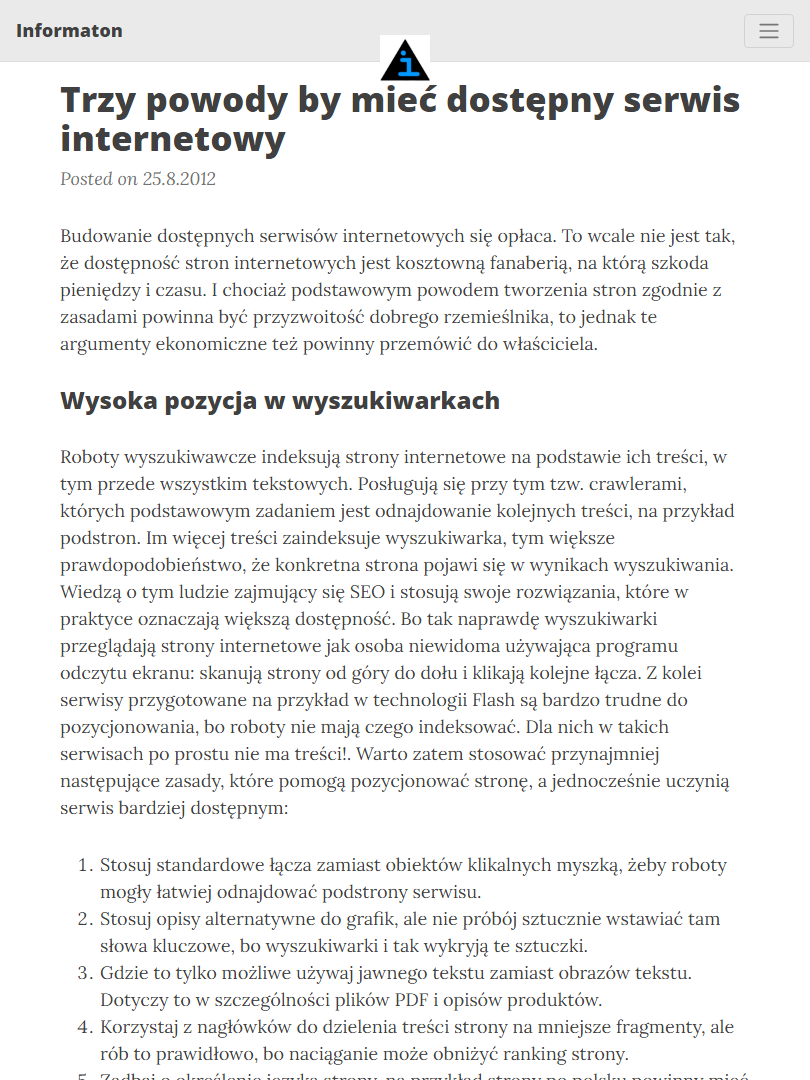 Informaton
Trzy powody by mieć dostępny serwis
internetowy
Posted on 25.8.2012
Budowanie dostępnych serwisów internetowych się opłaca. To wcale nie jest tak,
że dostępność stron internetowych jest kosztowną fanaberią, na którą szkoda
pieniędzy i czasu. I chociaż podstawowym powodem tworzenia stron zgodnie z
zasadami powinna być przyzwoitość dobrego rzemieślnika, to jednak te
argumenty ekonomiczne też powinny przemówić do właściciela.
Wysoka pozycja w wyszukiwarkach
Roboty wyszukiwawcze indeksują strony internetowe na podstawie ich treści, w
tym przede wszystkim tekstowych. Posługują się przy tym tzw. crawlerami,
których podstawowym zadaniem jest odnajdowanie kolejnych treści, na przykład
podstron. Im więcej treści zaindeksuje wyszukiwarka, tym większe
prawdopodobieństwo, że konkretna strona pojawi się w wynikach wyszukiwania.
Wiedzą o tym ludzie zajmujący się SEO i stosują swoje rozwiązania, które w
praktyce oznaczają większą dostępność. Bo tak naprawdę wyszukiwarki
przeglądają strony internetowe jak osoba niewidoma używająca programu
odczytu ekranu: skanują strony od góry do dołu i klikają kolejne łącza. Z kolei
serwisy przygotowane na przykład w technologii Flash są bardzo trudne do
pozycjonowania, bo roboty nie mają czego indeksować. Dla nich w takich
serwisach po prostu nie ma treści!. Warto zatem stosować przynajmniej
następujące zasady, które pomogą pozycjonować stronę, a jednocześnie uczynią
serwis bardziej dostępnym:
1. Stosuj standardowe łącza zamiast obiektów klikalnych myszką, żeby roboty
mogły łatwiej odnajdować podstrony serwisu.
2. Stosuj opisy alternatywne do grafik, ale nie próbój sztucznie wstawiać tam
słowa kluczowe, bo wyszukiwarki i tak wykryją te sztuczki.
3. Gdzie to tylko możliwe używaj jawnego tekstu zamiast obrazów tekstu.
Dotyczy to w szczególności plików PDF i opisów produktów.
4. Korzystaj z nagłówków do dzielenia treści strony na mniejsze fragmenty, ale
rób to prawidłowo, bo naciąganie może obniżyć ranking strony.
5. Zadbaj o określenie języka strony, na przykład strony po polsku powinny mieć